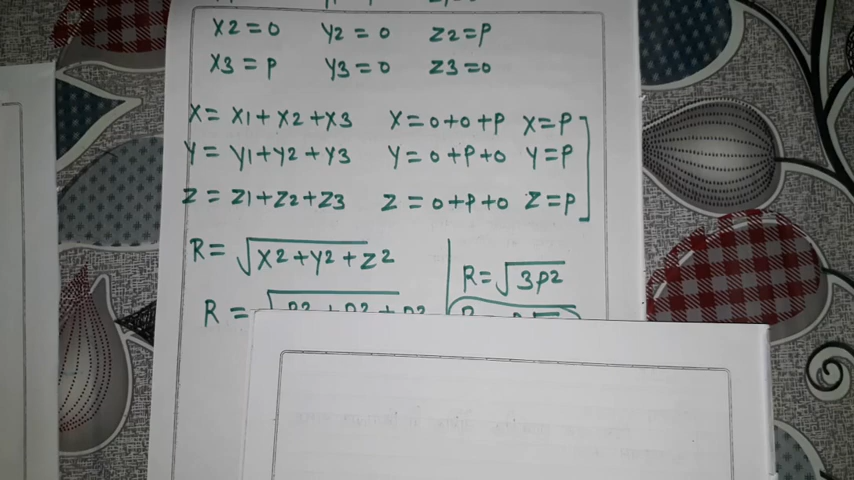 X2=0 Y2=0 Z2=P
X3=P Y3=0 Z3=0
X=X1+X2+X3 X=0+0+P X=P
Y=Y1+Y2+Y3 Y=0+P+0 Y=P
Z=Z1+Z2+Z3 Z=0+P+0 Z=P
R=√X2+Y2+Z2
R=√3P2
R=